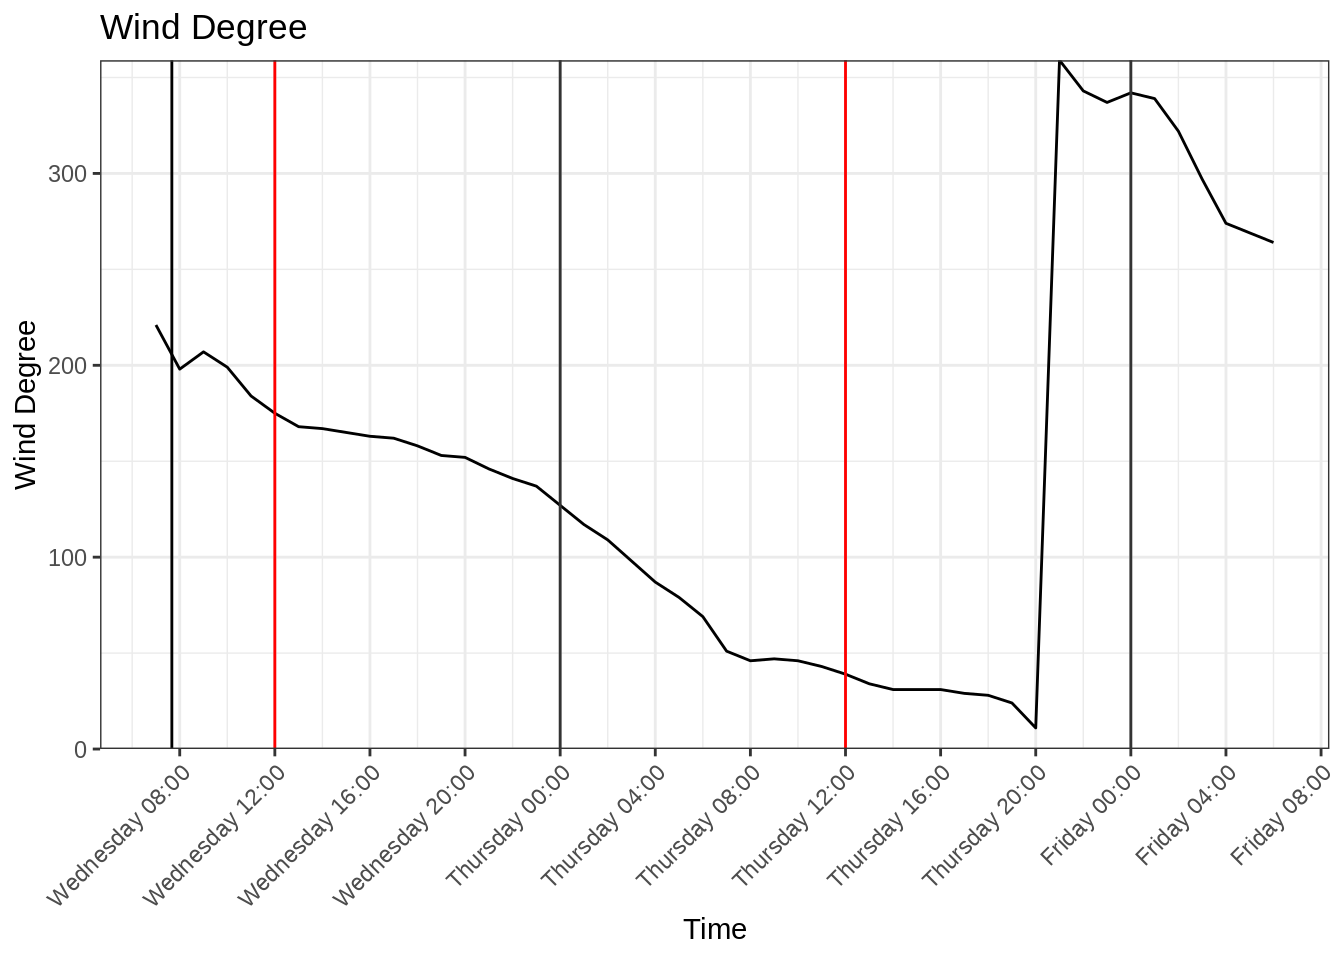 Wind Degree
Wind Degree
300
200
100
0
Wednesday 08:00
Wednesday 12:00
Wednesday 16:00
Wednesday 20:00
Thursday 00:00
Thursday 04:00
Thursday 08:00
Thursday 12:00
Thursday 16:00
Thursday 20:00
Friday 00:00
Friday 04:00
Friday 08:00
Time